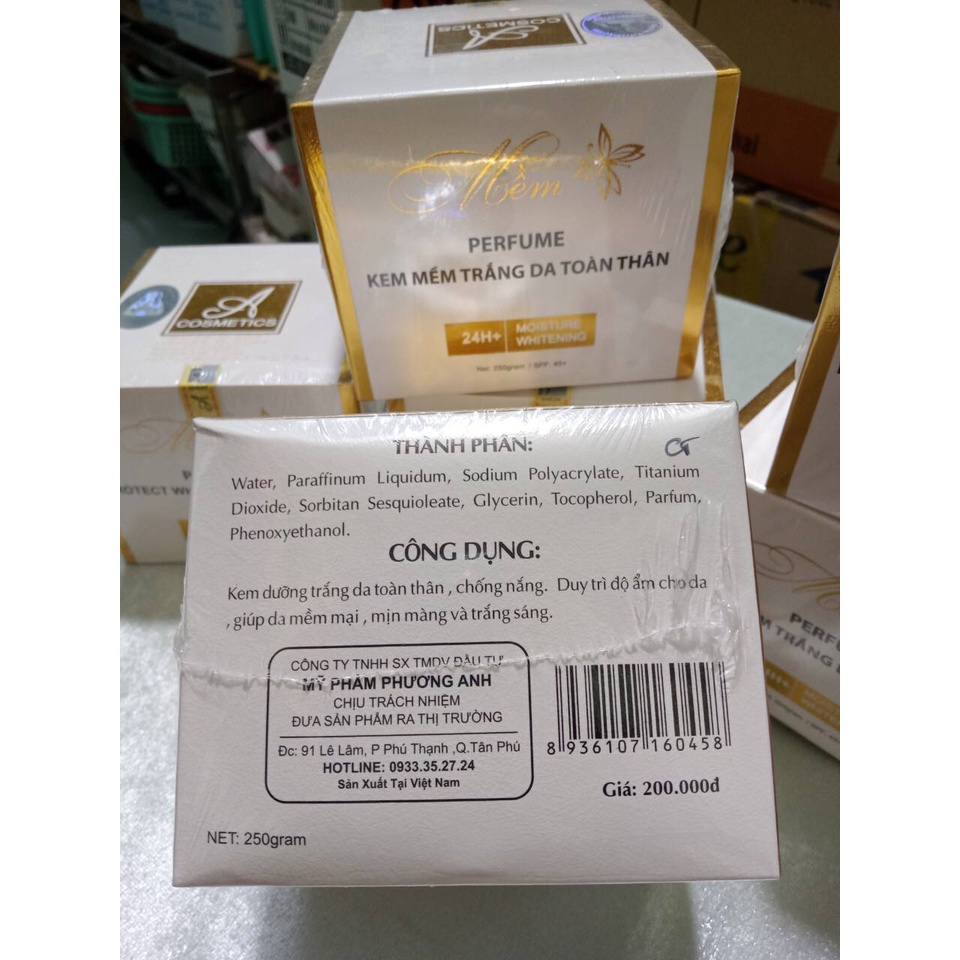 A
COSMETICS
Mềm
PERFUME
KEM MỀM TRẮNG DA TOÀN THÂN
24H+ MOISTURE
WHITENING
Net: 250gram / SPF: 45+
A
COSMETICS
THÀNH PHẦN:
Water, Paraffinum Liquidum, Sodium Polyacrylate, Titanium
Dioxide, Sorbitan Sesquioleate, Glycerin, Tocopherol, Parfum,
Phenoxyethanol.
CÔNG DỤNG:
Kem dưỡng trắng da toàn thân , chống nắng. Duy trì độ ẩm cho da
, giúp da mềm mại , mịn màng và trắng sáng.
CÔNG TY TNHH SX TMDV ĐẦU TƯ
MỸ PHẨM PHƯƠNG ANH
CHỊU TRÁCH NHIỆM
ĐƯA SẢN PHẨM RA THỊ TRƯỜNG
Đc: 91 Lê Lâm, P Phú Thạnh ,Q.Tân Phú
HOTLINE: 0933.35.27.24
Sản Xuất Tại Việt Nam
8 936107 160458
Giá: 200.000đ
NET: 250gram